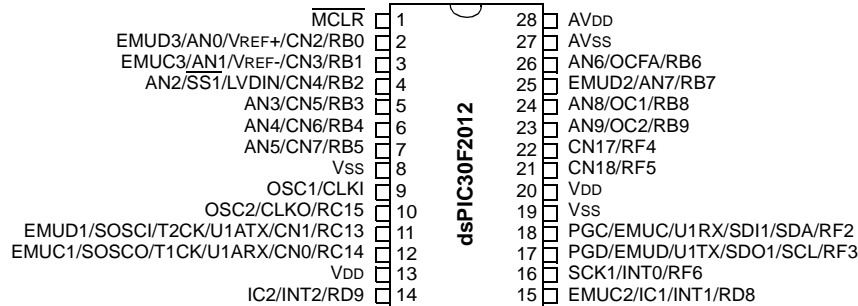 MCLR 1 28 AVDD
EMUD3/AN0/VREF+/CN2/RB0 2 27 AVSS
EMUC3/AN1/VREF-/CN3/RB1 3 26 AN6/OCFA/RB6
AN2/SS1/LVDIN/CN4/RB2 4 25 EMUD2/AN7/RB7
AN3/CN5/RB3 5 24 AN8/OC1/RB8
AN4/CN6/RB4 6 23 AN9/OC2/RB9
AN5/CN7/RB5 7 22 CN17/RF4
VSS 8 21 CN18/RF5
OSC1/CLKI 9 20 VDD
OSC2/CLKO/RC15 10 19 VSS
EMUD1/SOSCI/T2CK/U1ATX/CN1/RC13 11 18 PGC/EMUC/U1RX/SDI1/SDA/RF2
EMUC1/SOSCO/T1CK/U1ARX/CN0/RC14 12 17 PGD/EMUD/U1TX/SDO1/SCL/RF3
VDD 13 16 SCK1/INT0/RF6
IC2/INT2/RD9 14 15 EMUC2/IC1/INT1/RD8
dsPIC30F2012